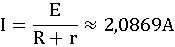 I = E / (R + r) ≈ 2,0869A